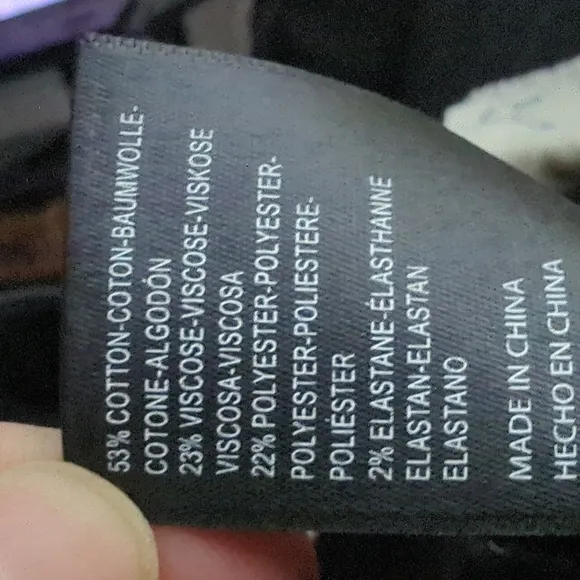 53% COTTON-COTON-BAUMWOLLE-
COTONE-ALGODÓN
23% VISCOSE-VISCOSE-VISKOSE
VISCOSA-VISCOSA
22% POLYESTER-POLYESTER-
POLYESTER-POLIESTERE-
POLIÉSTER
2% ELASTANE-ÉLASTHANNE
ELASTAN-ELASTAN
ELASTANO
MADE IN CHINA
HECHO EN CHINA